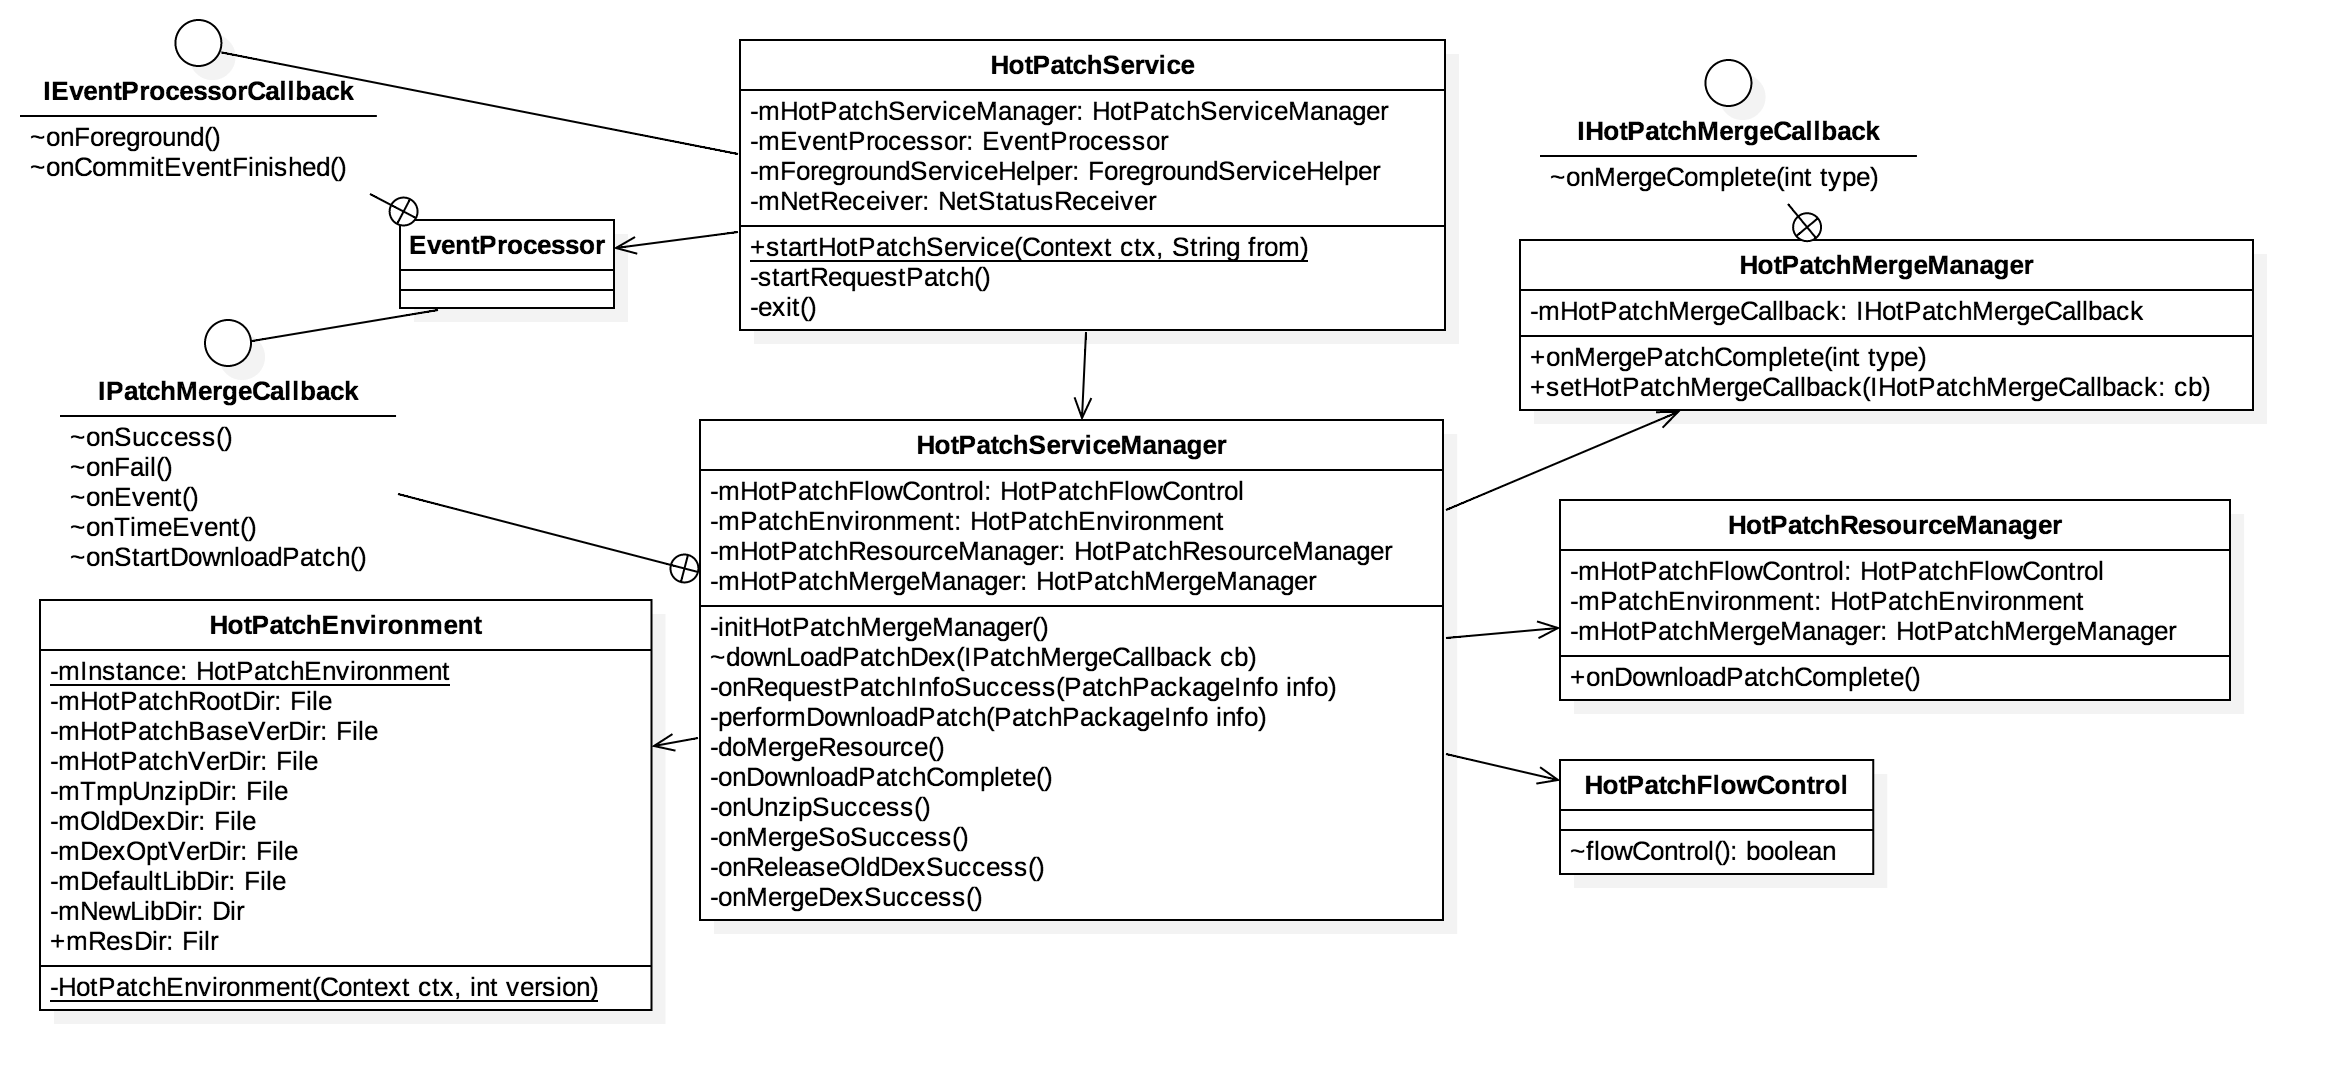 IEventProcessorCallback
~onForeground()
~onCommitEventFinished()
HotPatchService
-mHotPatchServiceManager: HotPatchServiceManager
-mEventProcessor: EventProcessor
-mForegroundServiceHelper: ForegroundServiceHelper
-mNetReceiver: NetStatusReceiver
+startHotPatchService(Context ctx, String from)
-startRequestPatch()
-exit()
IHotPatchMergeCallback
~onMergeComplete(int type)
EventProcessor
HotPatchMergeManager
-mHotPatchMergeCallback: IHotPatchMergeCallback
+onMergePatchComplete(int type)
+setHotPatchMergeCallback(IHotPatchMergeCallback: cb)
IPatchMergeCallback
~onSuccess()
~onFail()
~onEvent()
~onTimeEvent()
~onStartDownloadPatch()
HotPatchServiceManager
-mHotPatchFlowControl: HotPatchFlowControl
-mPatchEnvironment: HotPatchEnvironment
-mHotPatchResourceManager: HotPatchResourceManager
-mHotPatchMergeManager: HotPatchMergeManager
-initHotPatchMergeManager()
~downLoadPatchDex(IPatchMergeCallback cb)
-onRequestPatchInfoSuccess(PatchPackageInfo info)
-performDownloadPatch(PatchPackageInfo info)
-doMergeResource()
-onDownloadPatchComplete()
-onUnzipSuccess()
-onMergeSoSuccess()
-onReleaseOldDexSuccess()
-onMergeDexSuccess()
HotPatchResourceManager
-mHotPatchFlowControl: HotPatchFlowControl
-mPatchEnvironment: HotPatchEnvironment
-mHotPatchMergeManager: HotPatchMergeManager
+onDownloadPatchComplete()
HotPatchEnvironment
-mInstance: HotPatchEnvironment
-mHotPatchRootDir: File
-mHotPatchBaseVerDir: File
-mHotPatchVerDir: File
-mTmpUnzipDir: File
-mOldDexDir: File
-mDexOptVerDir: File
-mDefaultLibDir: File
-mNewLibDir: Dir
+mResDir: Filr
-HotPatchEnvironment(Context ctx, int version)
HotPatchFlowControl
~flowControl(): boolean